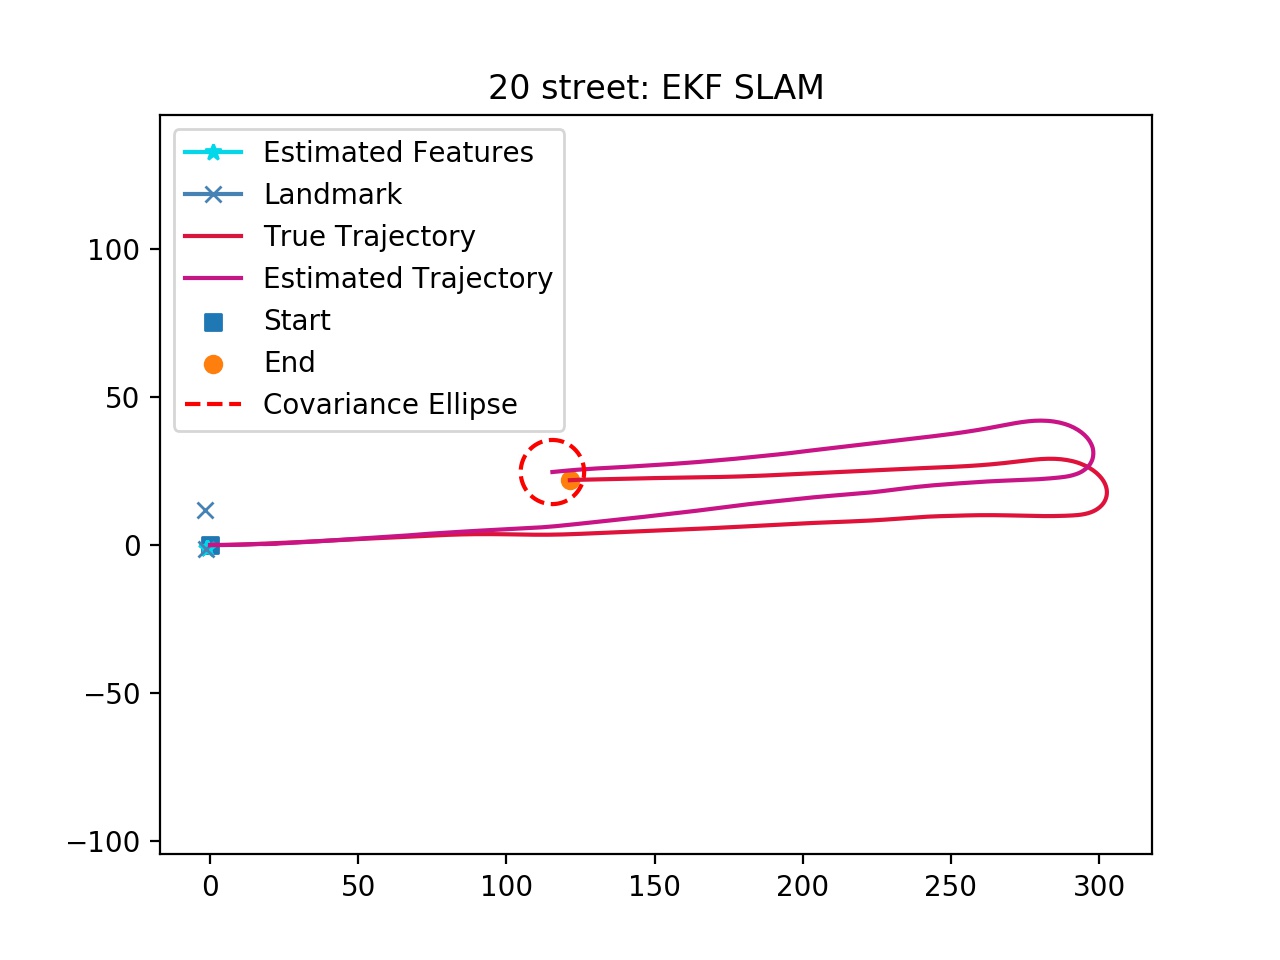 20 street: EKF SLAM
Estimated Features
Landmark
True Trajectory
Estimated Trajectory
Start
End
Covariance Ellipse
100
50
0
−50
−100
0 50 100 150 200 250 300